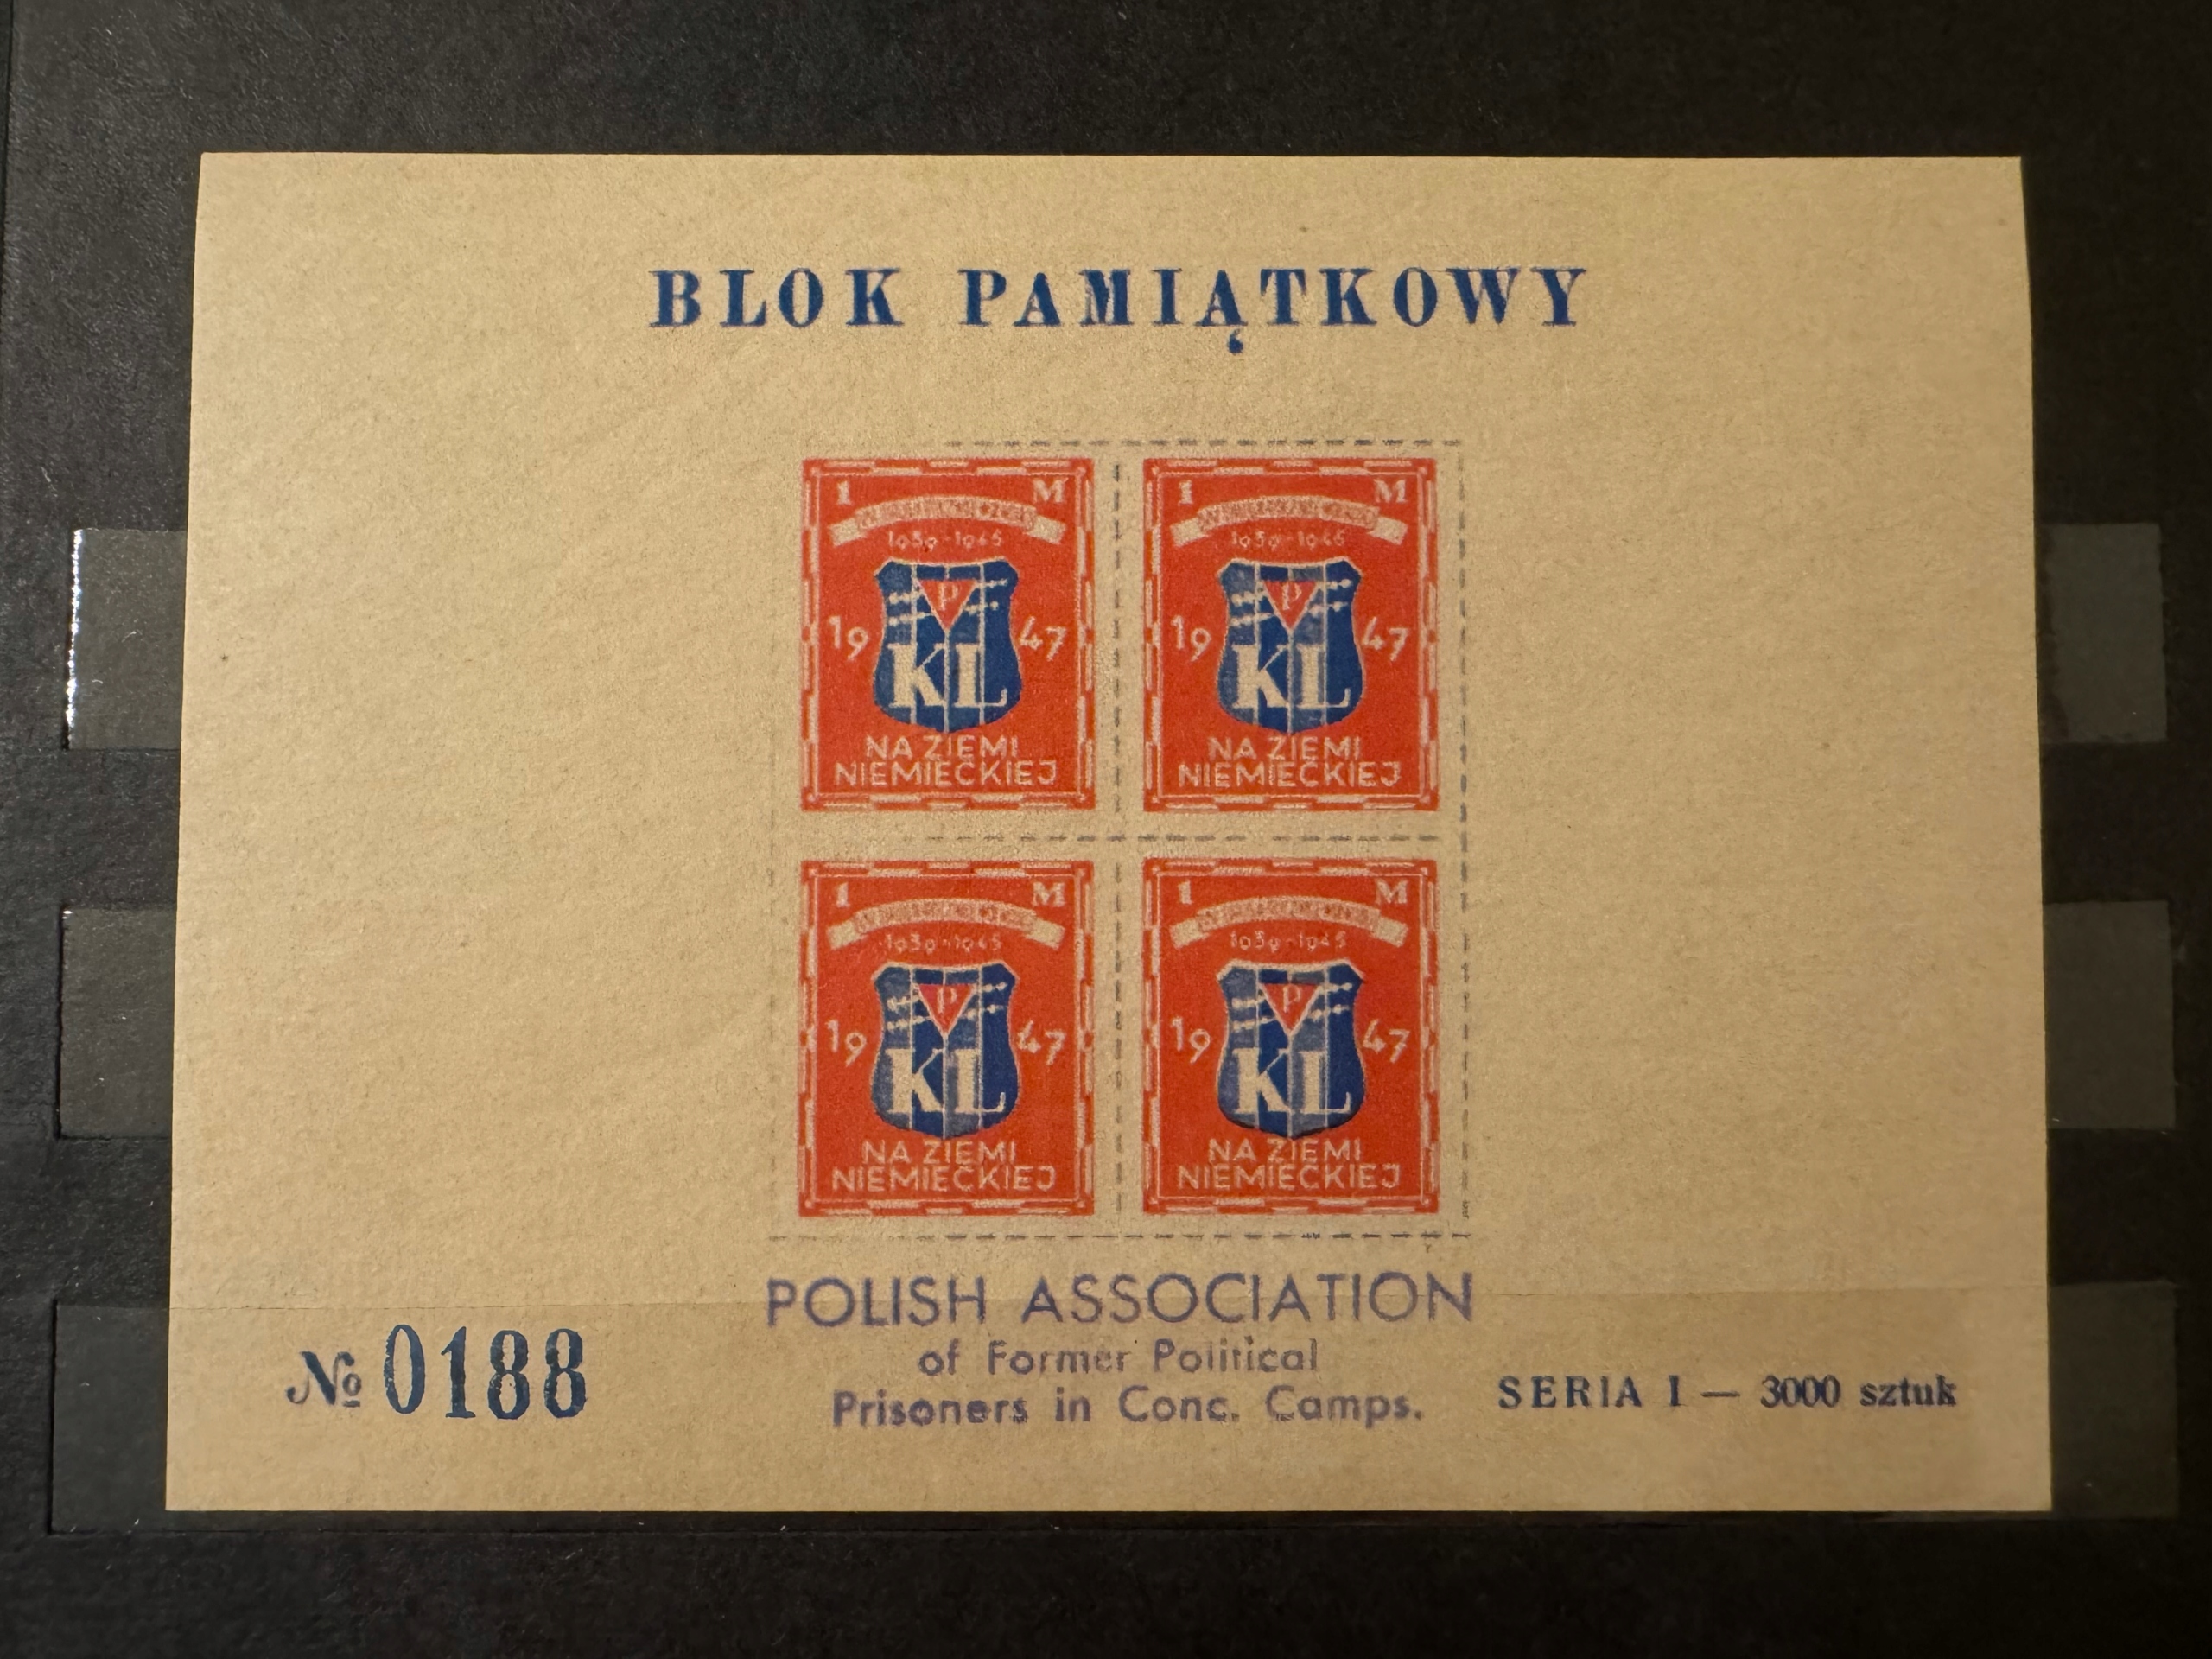 BLOK PAMIĄTKOWY
1 M
1939-1945
19 47
P
KL
NA ZIEMI
NIEMIECKIEJ
1 M
1939-1945
19 47
P
KL
NA ZIEMI
NIEMIECKIEJ
1 M
1939-1945
19 47
P
KL
NA ZIEMI
NIEMIECKIEJ
1 M
1939-1945
19 47
P
KL
NA ZIEMI
NIEMIECKIEJ
POLISH ASSOCIATION
of Former Political
Prisoners in Conc. Camps.
№ 0188
SERIA I — 3000 sztuk